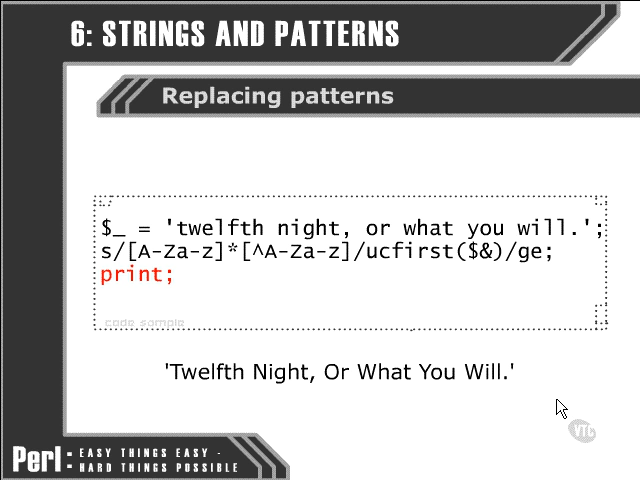 6: STRINGS AND PATTERNS
Replacing patterns
$_ = 'twelfth night, or what you will.';
s/[A-Za-z]*[^A-Za-z]/ucfirst($&)/ge;
print;
code sample
'Twelfth Night, Or What You Will.'
VTC
Perl: EASY THINGS EASY -
HARD THINGS POSSIBLE